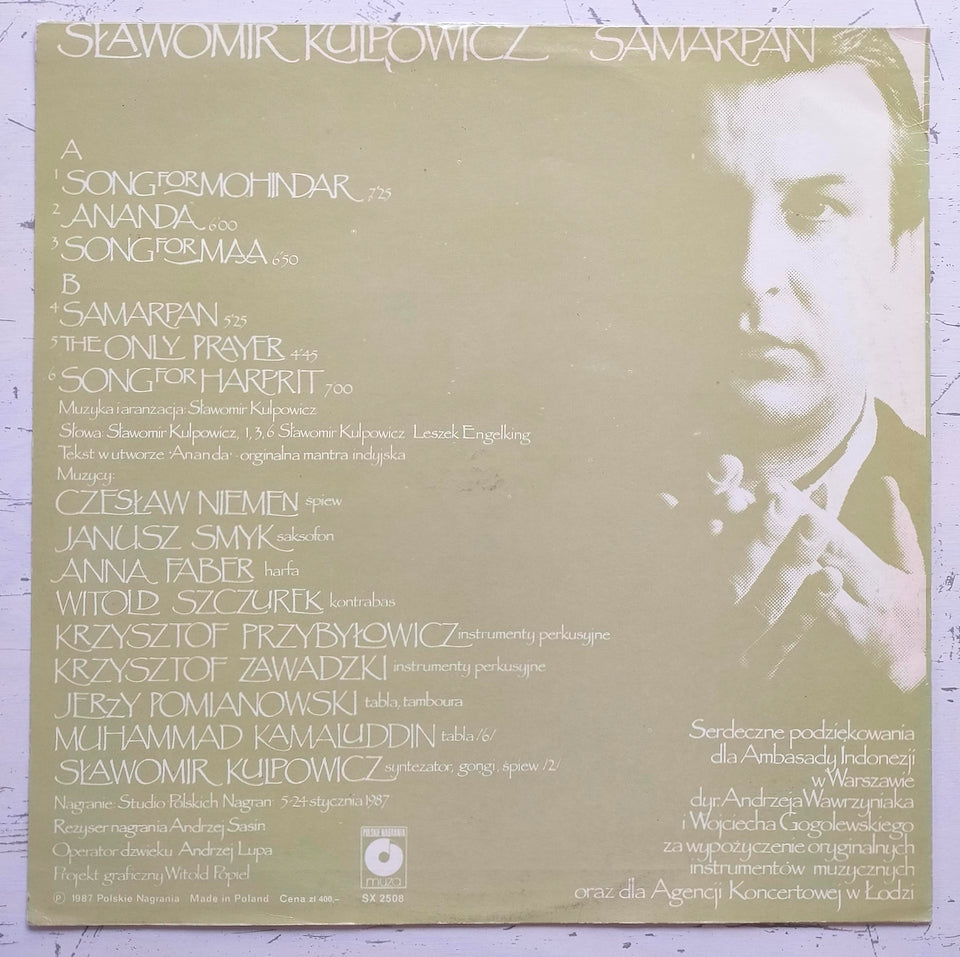 SŁAWOMIR KULPOWICZ SAMARPAN
A
1 SONG FOR MOHINDAR 7'25
2 ANANDA 6'00
3 SONG FOR MAA 6'50
B
4 SAMARPAN 5'25
5 THE ONLY PRAYER 4'45
6 SONG FOR HARPRIT 7'00
Muzyka i aranżacja: Sławomir Kulpowicz
Słowa: Sławomir Kulpowicz, 1, 3, 6 Sławomir Kulpowicz Leszek Engelking
Tekst w utworze "Ananda" - orginalna mantra indyjska
Muzycy:
CZESŁAW NIEMEN śpiew
JANUSZ SMYK saksofon
ANNA FABER harfa
WITOLD SZCZUREK kontrabas
KRZYSZTOF PRZYBYŁOWICZ instrumenty perkusyjne
KRZYSZTOF ZAWADZKI instrumenty perkusyjne
JERZY POMIANOWSKI tabla, tamboura
MUHAMMAD KAMALUDDIN tabla /6/
SŁAWOMIR KULPOWICZ syntezator, gongi, śpiew /2/
Nagranie: Studio Polskich Nagrań 5-24 stycznia 1987
Reżyser nagrania Andrzej Sasin
Operator dźwięku Andrzej Lupa
Projekt graficzny Witold Popiel
POLSKIE NAGRANIA
muza
℗ 1987 Polskie Nagrania Made in Poland Cena zł 400,- SX 2508
Serdeczne podziękowania
dla Ambasady Indonezji
w Warszawie
dyr. Andrzeja Wawrzyniaka
i Wojciecha Gogolewskiego
za wypożyczenie oryginalnych
instrumentów muzycznych
oraz dla Agencji Koncertowej w Łodzi